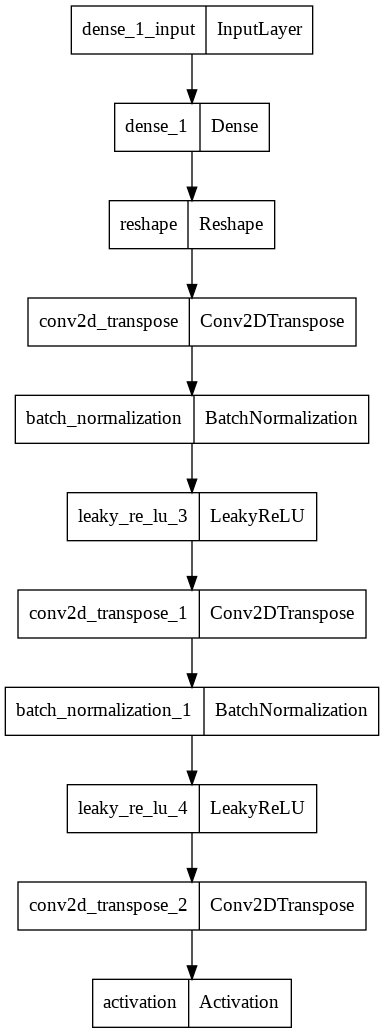 dense_1_input InputLayer
dense_1 Dense
reshape Reshape
conv2d_transpose Conv2DTranspose
batch_normalization BatchNormalization
leaky_re_lu_3 LeakyReLU
conv2d_transpose_1 Conv2DTranspose
batch_normalization_1 BatchNormalization
leaky_re_lu_4 LeakyReLU
conv2d_transpose_2 Conv2DTranspose
activation Activation